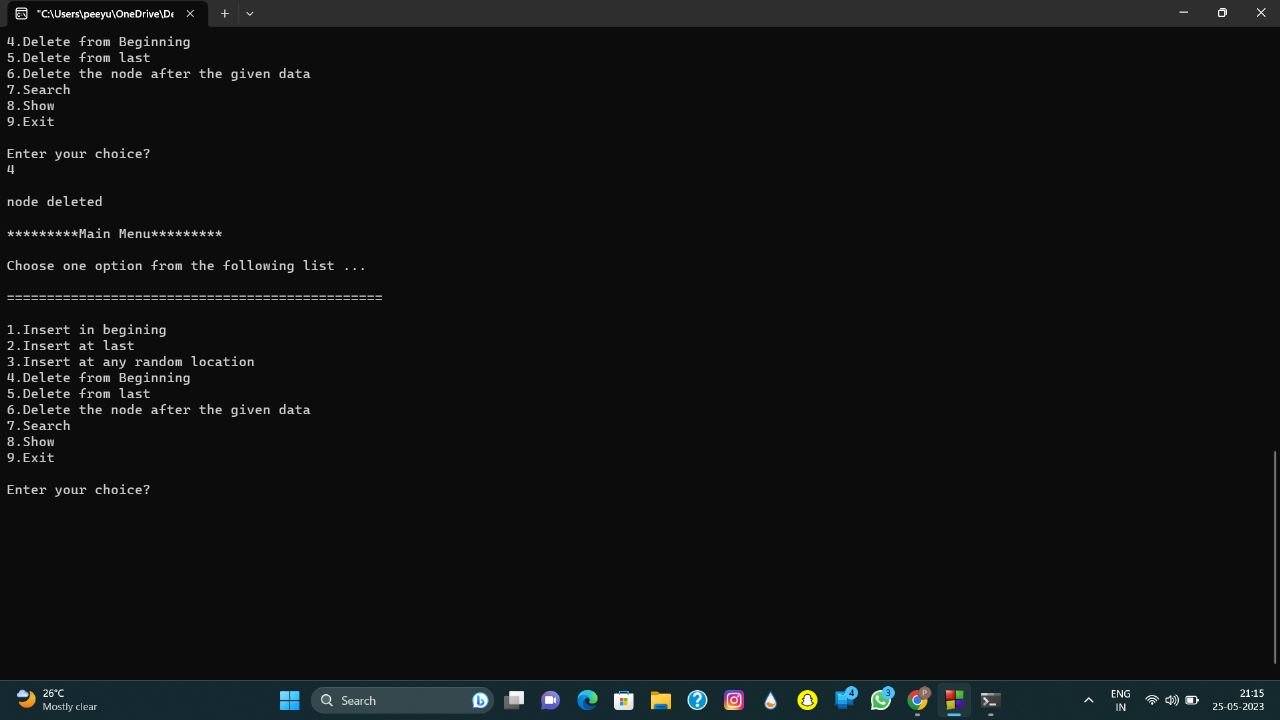 "C:\Users\peeyu\OneDrive\De
4.Delete from Beginning
5.Delete from last
6.Delete the node after the given data
7.Search
8.Show
9.Exit
Enter your choice?
4
node deleted
*********Main Menu*********
Choose one option from the following list ...
===============================================
1.Insert in begining
2.Insert at last
3.Insert at any random location
4.Delete from Beginning
5.Delete from last
6.Delete the node after the given data
7.Search
8.Show
9.Exit
Enter your choice?
26°C
Mostly clear
Search
4
3
P
ENG
IN
21:15
25-05-2023